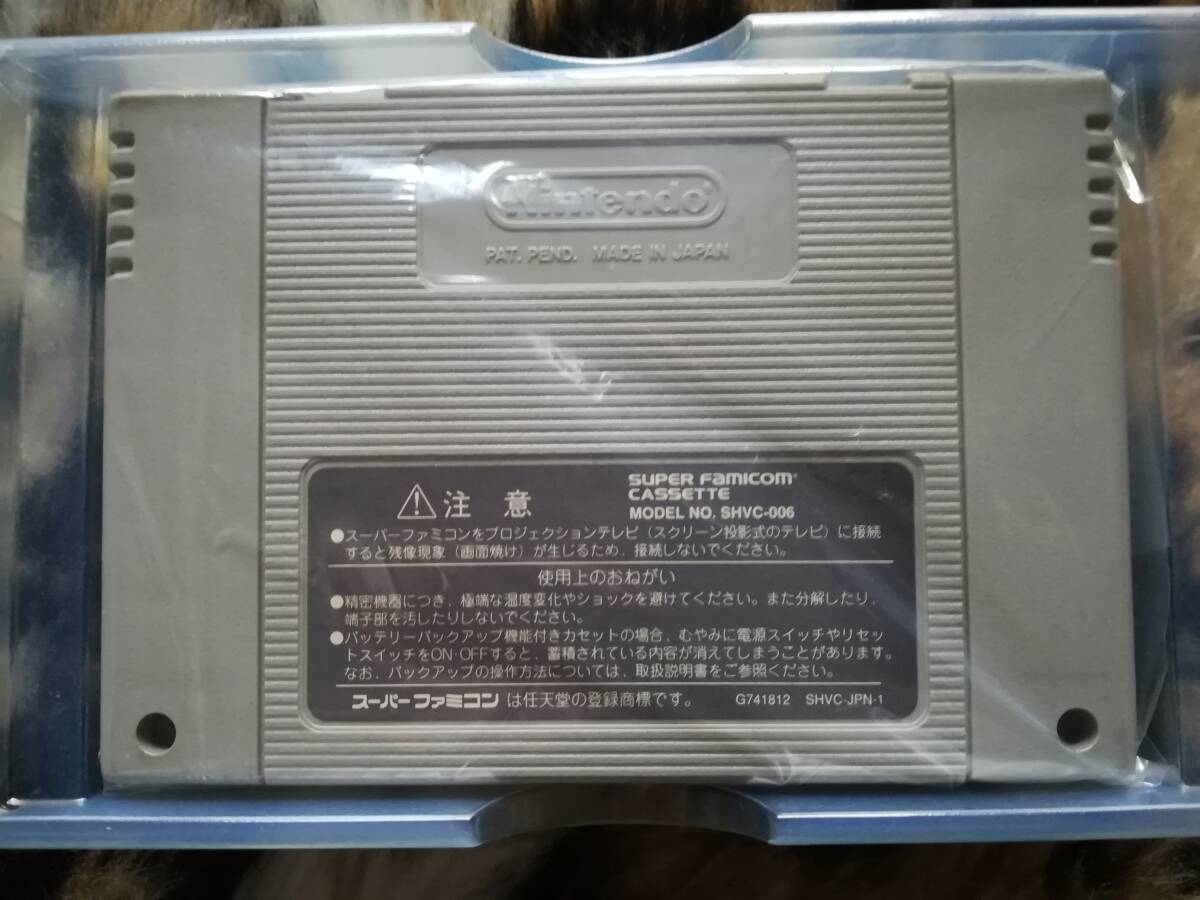 Nintendo
PAT. PEND. MADE IN JAPAN
⚠注意
SUPER FAMICOM
CASSETTE
MODEL NO. SHVC-006
●スーパーファミコンをプロジェクションテレビ(スクリーン投影式のテレビ)に接続
すると残像現象(画面焼け)が生じるため、接続しないでください。
使用上のおねがい
●精密機器につき、極端な温度変化やショックを避けてください。また分解したり、
端子部を汚したりしないでください。
●バッテリーバックアップ機能付きカセットの場合、むやみに電源スイッチやリセッ
トスイッチをON・OFFすると、蓄積されている内容が消えてしまうことがあります。
なお、バックアップの操作方法については、取扱説明書をご参照ください。
スーパーファミコンは任天堂の登録商標です。 G741812 SHVC-JPN-1